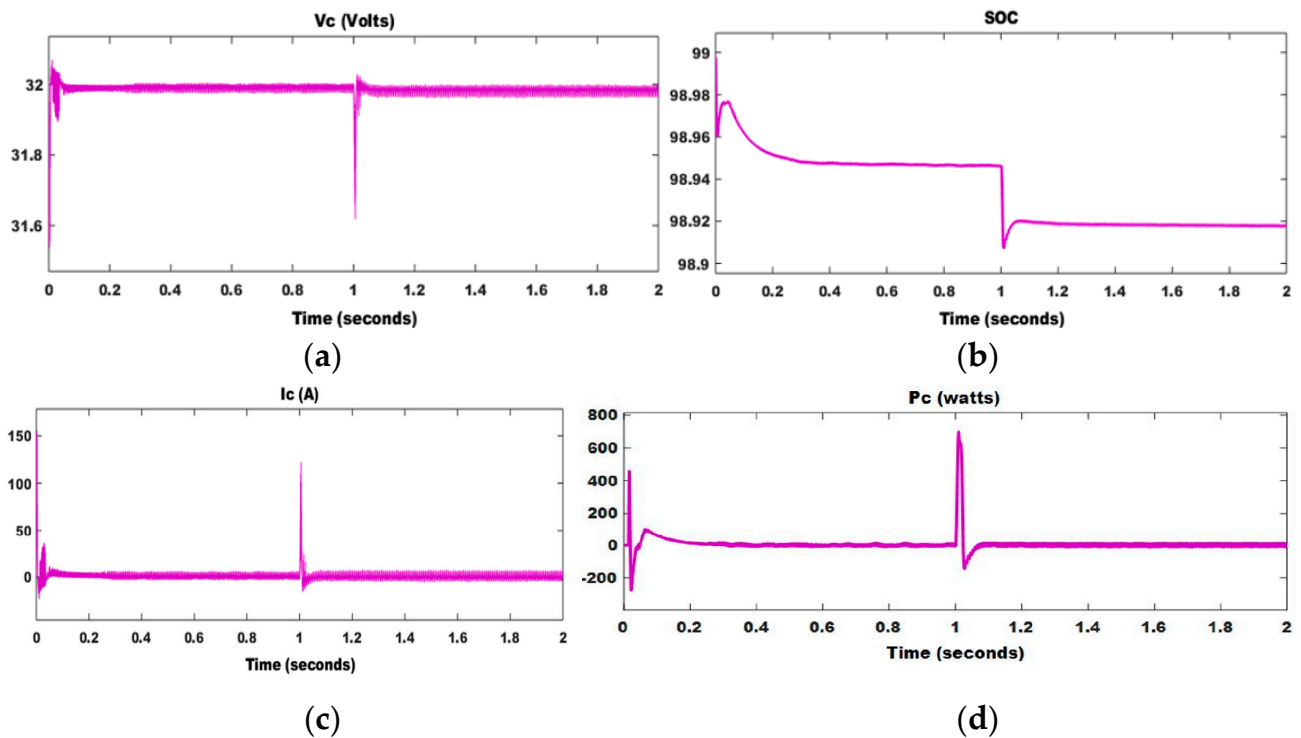 Vc (Volts)
32
31.8
31.6
0 0.2 0.4 0.6 0.8 1 1.2 1.4 1.6 1.8 2
Time (seconds)
(a)
SOC
99
98.98
98.96
98.94
98.92
98.9
0 0.2 0.4 0.6 0.8 1 1.2 1.4 1.6 1.8 2
Time (seconds)
(b)
Ic (A)
150
100
50
0
0 0.2 0.4 0.6 0.8 1 1.2 1.4 1.6 1.8 2
Time (seconds)
(c)
Pc (watts)
800
600
400
200
0
-200
0 0.2 0.4 0.6 0.8 1 1.2 1.4 1.6 1.8 2
Time (seconds)
(d)